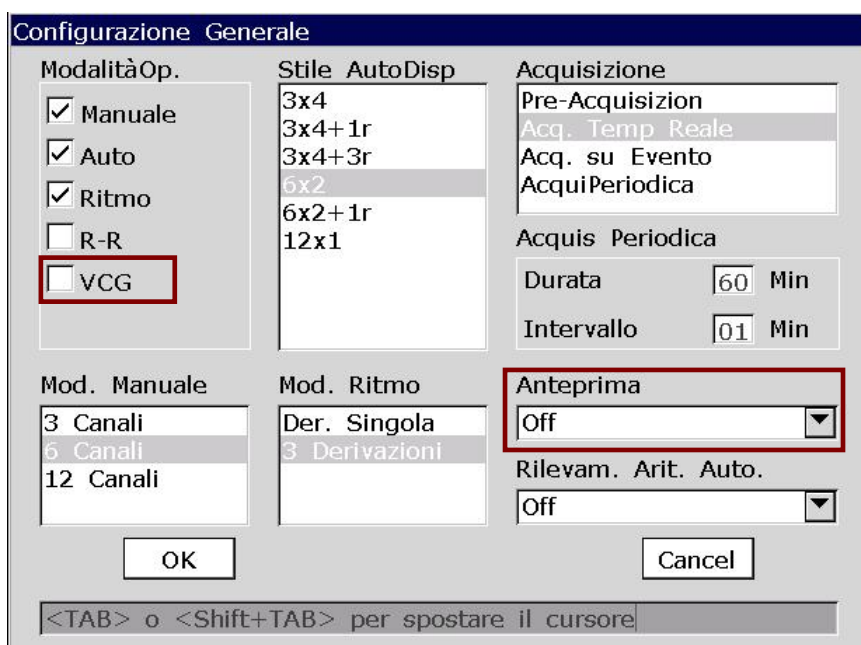 Configurazione Generale
ModalitàOp.
Manuale
Auto
Ritmo
R-R
VCG
Stile AutoDisp
3x4
3x4+1r
3x4+3r
6x2
6x2+1r
12x1
Acquisizione
Pre-Acquisizion
Acq. Temp Reale
Acq. su Evento
AcquiPeriodica
Acquis Periodica
Durata 60 Min
Intervallo 01 Min
Mod. Manuale
3 Canali
6 Canali
12 Canali
Mod. Ritmo
Der. Singola
3 Derivazioni
Anteprima
Off
Rilevam. Arit. Auto.
Off
OK
Cancel
<TAB> o <Shift+TAB> per spostare il cursore